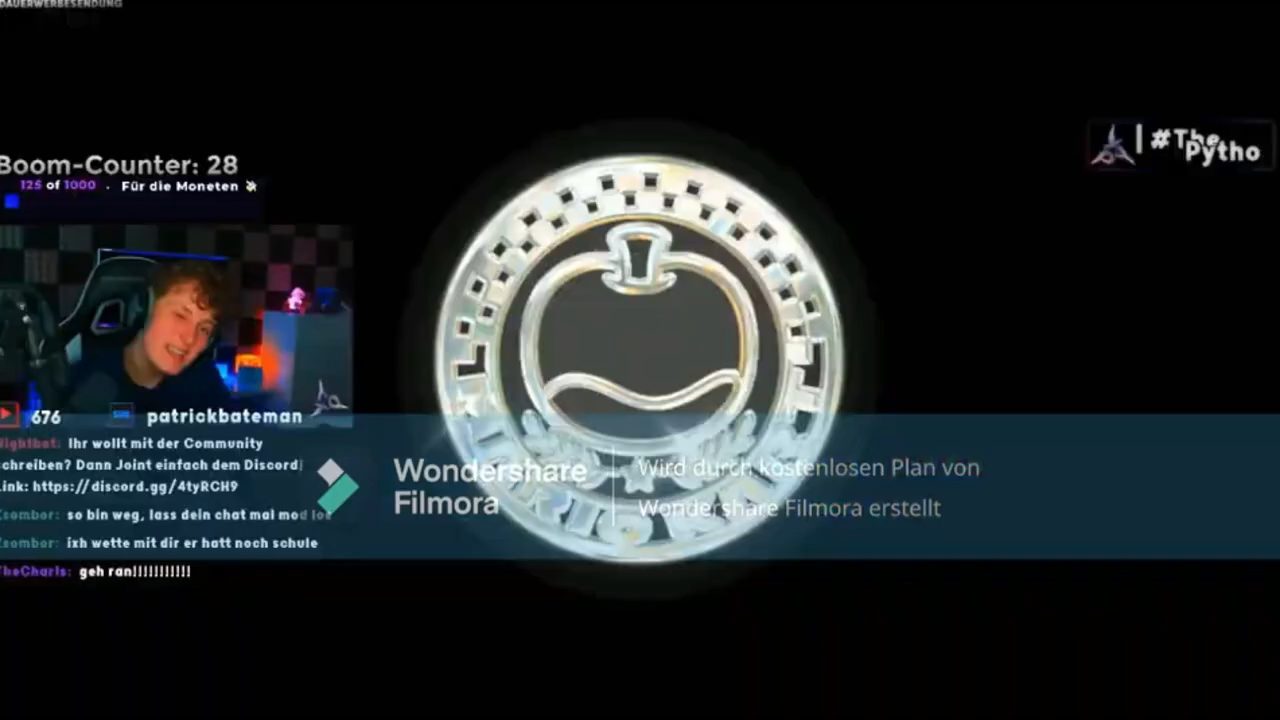 DAUERWERBESENDUNG
#The
Pytho
Boom-Counter: 28
125 of 1000 · Für die Moneten
676
patrickbateman
Nightbot: Ihr wollt mit der Community
schreiben? Dann Joint einfach dem Discord!
Link: https://discord.gg/4tyRCH9
so bin weg, lass dein chat mal mod los
ixh wette mit dir er hatt noch schule
TheCharls: geh ran!!!!!!!!!!!
Wondershare
Filmora
Wird durch kostenlosen Plan von
Wondershare Filmora erstellt